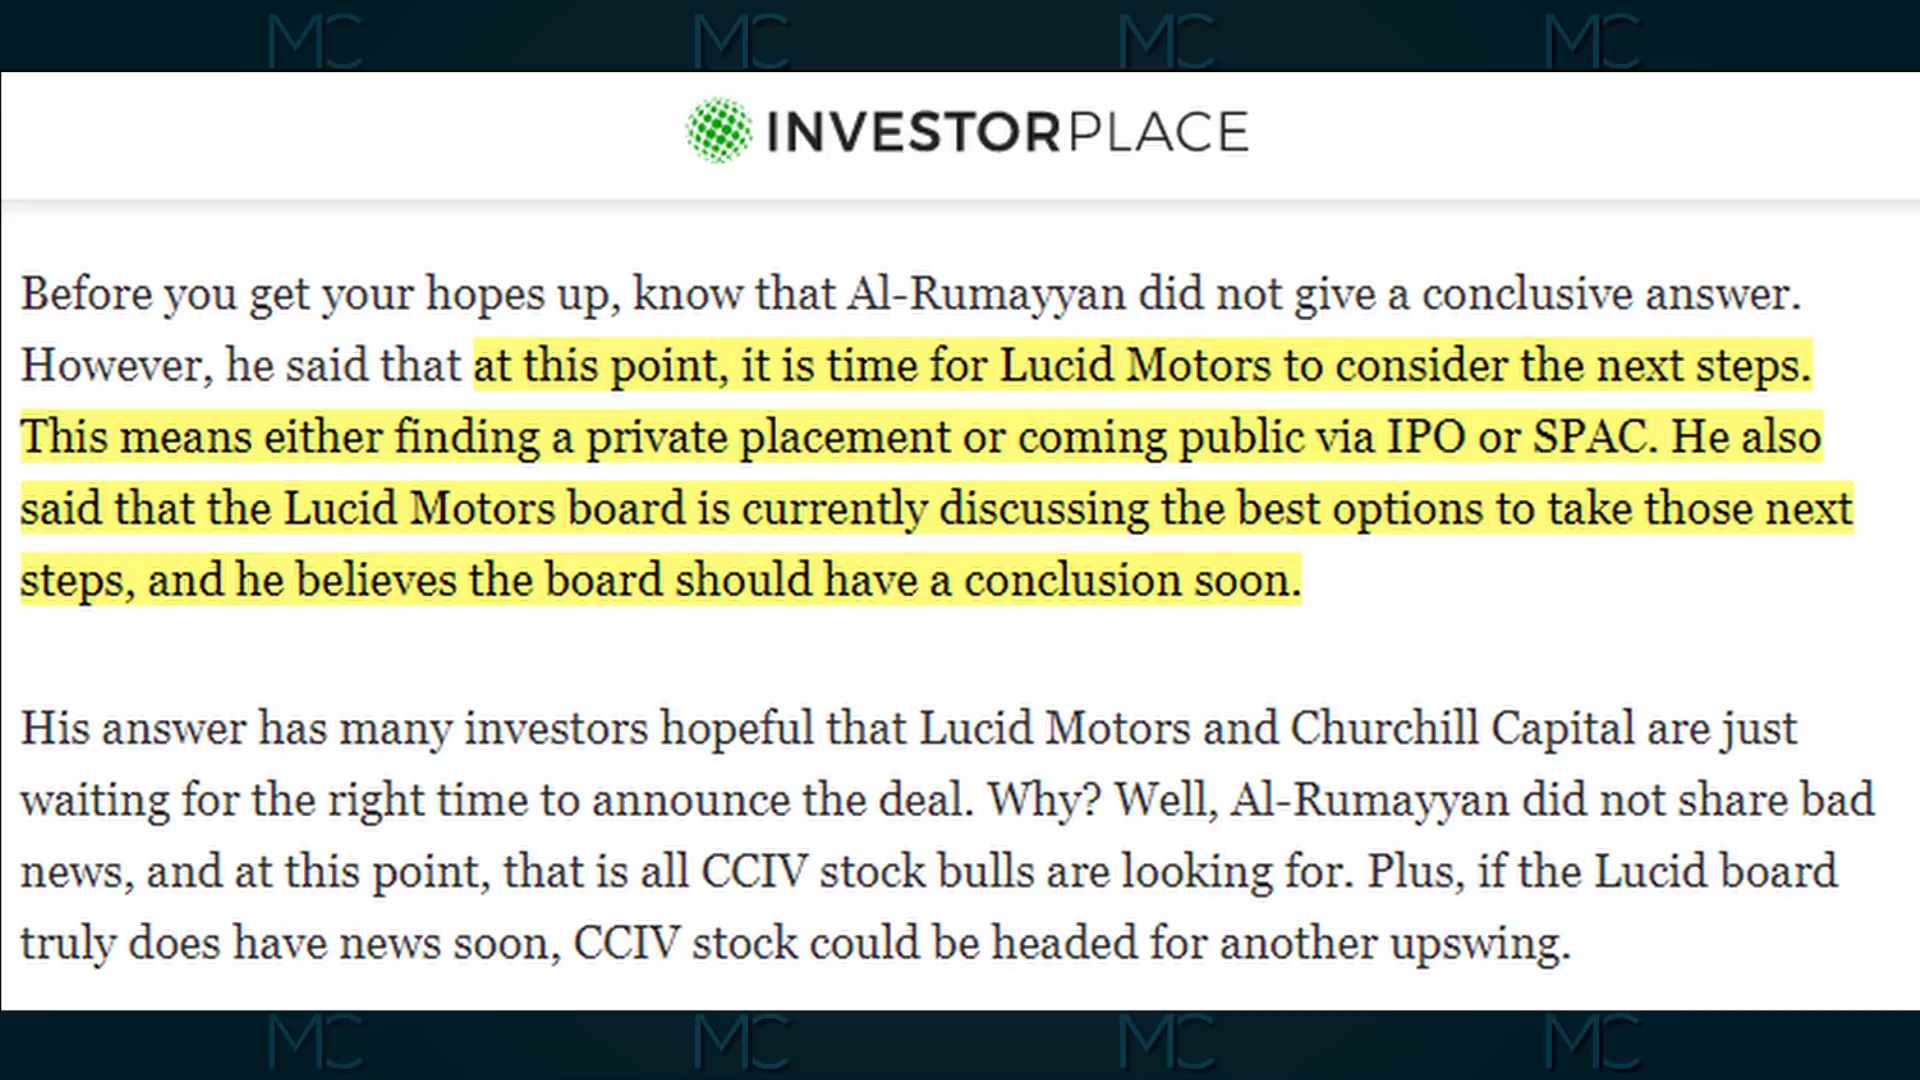 MC MC MC MC
INVESTORPLACE
Before you get your hopes up, know that Al-Rumayyan did not give a conclusive answer.
However, he said that at this point, it is time for Lucid Motors to consider the next steps.
This means either finding a private placement or coming public via IPO or SPAC. He also
said that the Lucid Motors board is currently discussing the best options to take those next
steps, and he believes the board should have a conclusion soon.
His answer has many investors hopeful that Lucid Motors and Churchill Capital are just
waiting for the right time to announce the deal. Why? Well, Al-Rumayyan did not share bad
news, and at this point, that is all CCIV stock bulls are looking for. Plus, if the Lucid board
truly does have news soon, CCIV stock could be headed for another upswing.
MC MC MC MC